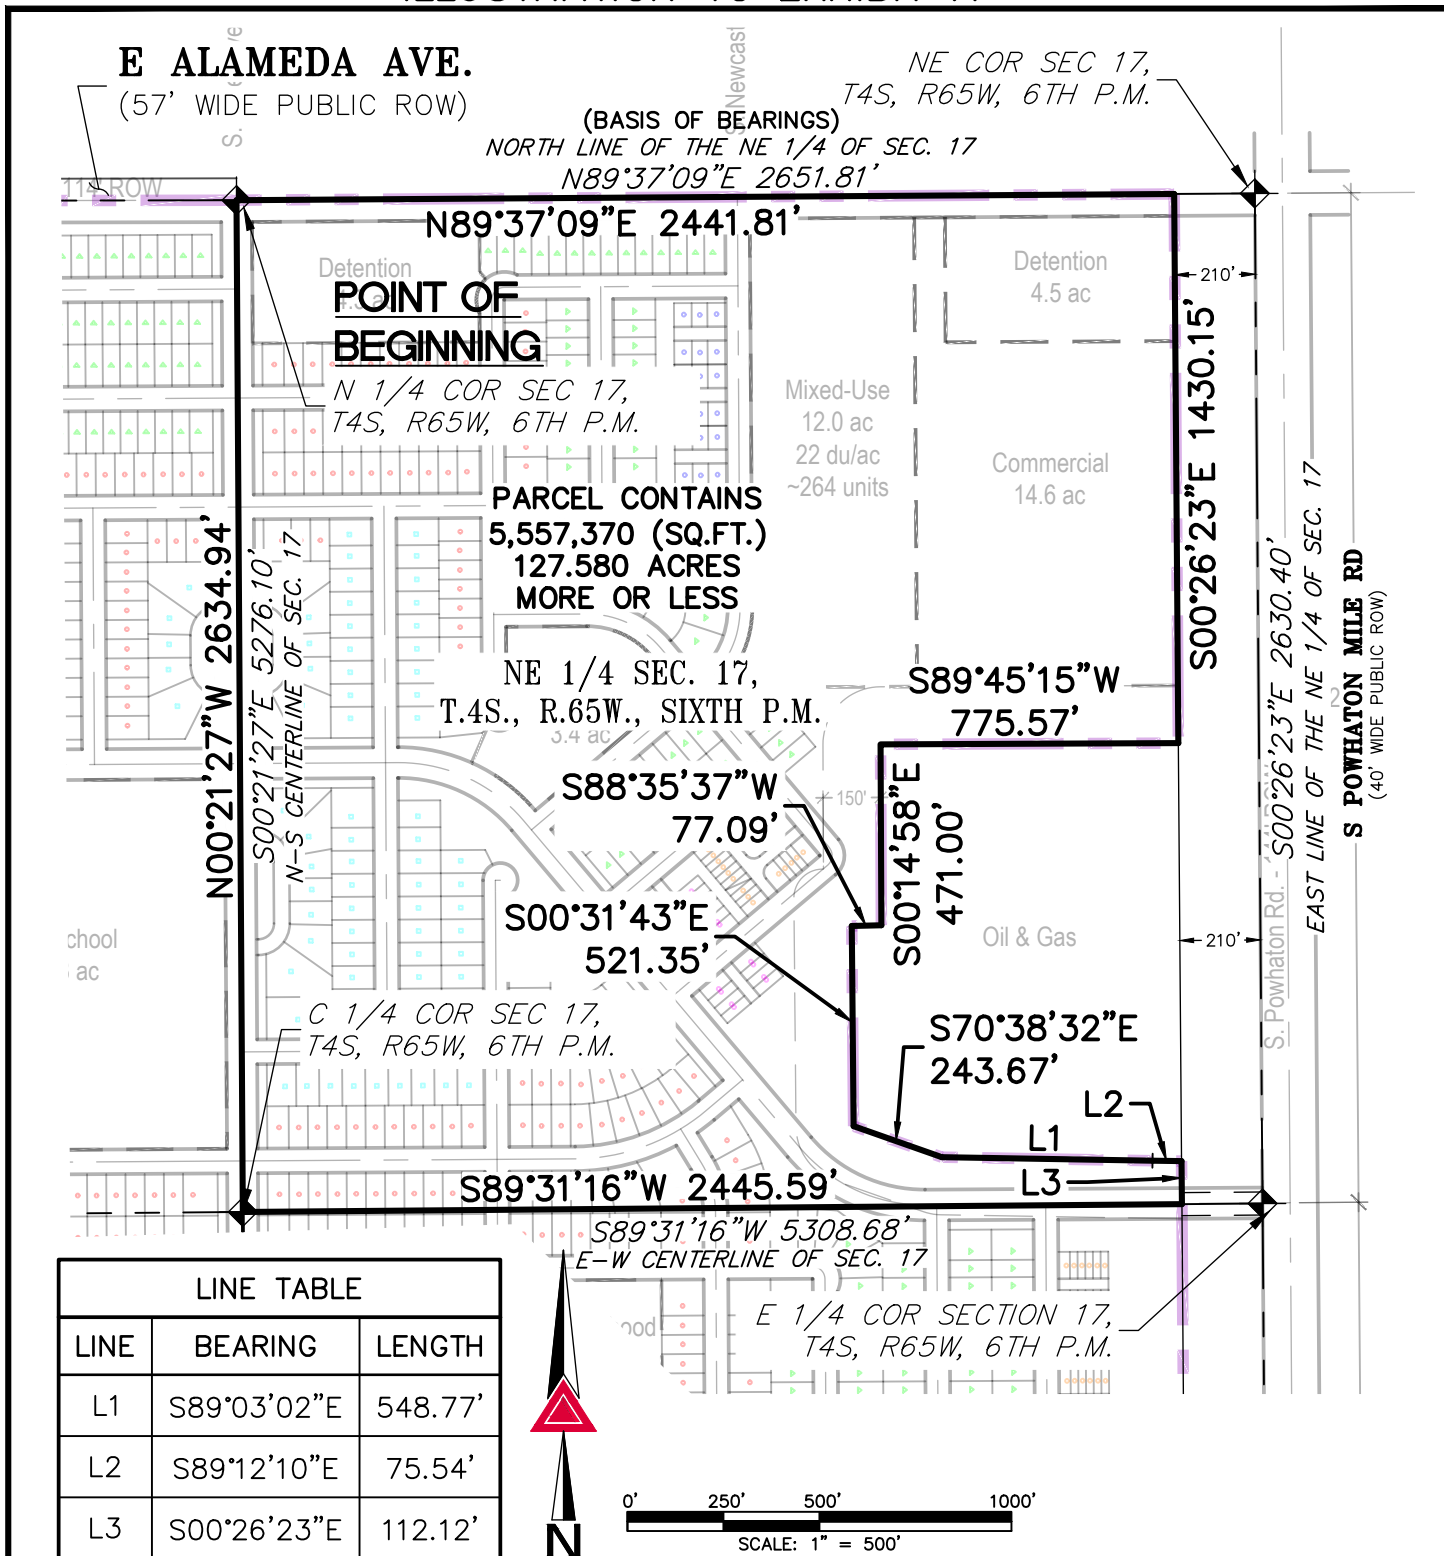 E ALAMEDA AVE.
(57' WIDE PUBLIC ROW)
NE COR SEC 17,
T4S, R65W, 6TH P.M.
S. Newcast
(BASIS OF BEARINGS)
NORTH LINE OF THE NE 1/4 OF SEC. 17
N89°37'09"E 2651.81'
114' ROW
N89°37'09"E 2441.81'
Detention
POINT OF
BEGINNING
N 1/4 COR SEC 17,
T4S, R65W, 6TH P.M.
Detention
4.5 ac
210'
S00°26'23"E 1430.15'
Mixed-Use
12.0 ac
22 du/ac
~264 units
Commercial
14.6 ac
PARCEL CONTAINS
5,557,370 (SQ.FT.)
127.580 ACRES
MORE OR LESS
N00°21'27"W 2634.94'
S00°21'27"E 5276.10'
N-S CENTERLINE OF SEC. 17
NE 1/4 SEC. 17,
T.4S., R.65W., SIXTH P.M.
3.4 ac
S89°45'15"W
775.57'
S00°26'23"E 2630.40'
EAST LINE OF THE NE 1/4 OF SEC. 17
S POWHATON MILE RD
(40' WIDE PUBLIC ROW)
S88°35'37"W
77.09'
150'
S00°14'58"E
471.00'
S00°31'43"E
521.35'
Oil & Gas
210'
S. Powhaton Rd. -
chool
ac
C 1/4 COR SEC 17,
T4S, R65W, 6TH P.M.
S70°38'32"E
243.67'
L2
L1
L3
S89°31'16"W 2445.59'
S89°31'16"W 5308.68'
E-W CENTERLINE OF SEC. 17
E 1/4 COR SECTION 17,
T4S, R65W, 6TH P.M.
LINE TABLE
LINE BEARING LENGTH
L1 S89°03'02"E 548.77'
L2 S89°12'10"E 75.54'
L3 S00°26'23"E 112.12'
N
0' 250' 500' 1000'
SCALE: 1" = 500'